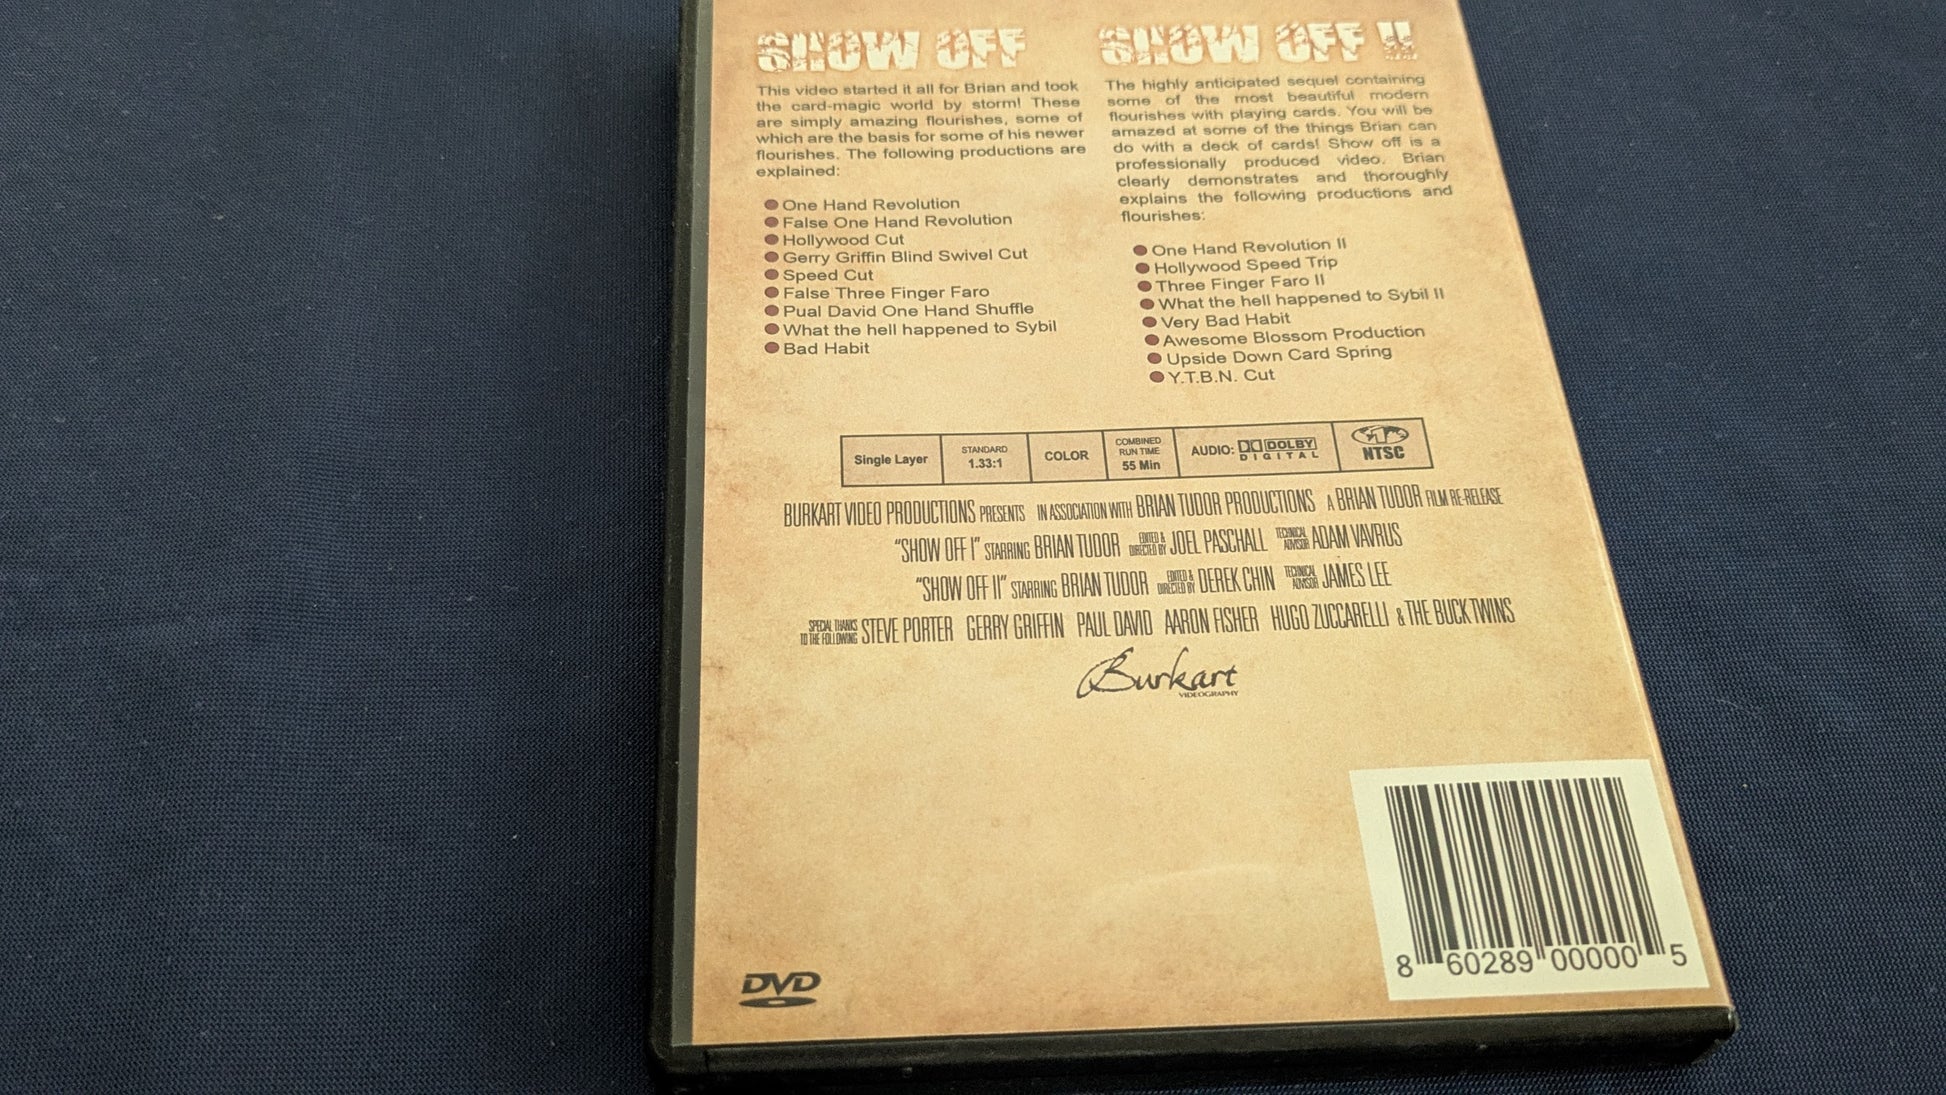 SHOW OFF
This video started it all for Brian and took
the card-magic world by storm! These
are simply amazing flourishes, some of
which are the basis for some of his newer
flourishes. The following productions are
explained:
One Hand Revolution
False One Hand Revolution
Hollywood Cut
Gerry Griffin Blind Swivel Cut
Speed Cut
False Three Finger Faro
Pual David One Hand Shuffle
What the hell happened to Sybil
Bad Habit
SHOW OFF II
The highly anticipated sequel containing
some of the most beautiful modern
flourishes with playing cards. You will be
amazed at some of the things Brian can
do with a deck of cards! Show off is a
professionally produced video. Brian
clearly demonstrates and thoroughly
explains the following productions and
flourishes:
One Hand Revolution II
Hollywood Speed Trip
Three Finger Faro II
What the hell happened to Sybil II
Very Bad Habit
Awesome Blossom Production
Upside Down Card Spring
Y.T.B.N. Cut
Single Layer
STANDARD
1.33:1
COLOR
COMBINED
RUN TIME
55 Min
AUDIO: DOLBY
DIGITAL
NTSC
BURKART VIDEO PRODUCTIONS PRESENTS IN ASSOCIATION WITH BRIAN TUDOR PRODUCTIONS A BRIAN TUDOR FILM RE-RELEASE
"SHOW OFF I" STARRING BRIAN TUDOR EDITED & DIRECTED BY JOEL PASCHALL TECHNICAL ADVISOR ADAM VAVRUS
"SHOW OFF II" STARRING BRIAN TUDOR EDITED & DIRECTED BY DEREK CHIN TECHNICAL ADVISOR JAMES LEE
SPECIAL THANKS TO THE FOLLOWING STEVE PORTER GERRY GRIFFIN PAUL DAVID AARON FISHER HUGO ZUCCARELLI & THE BUCK TWINS
Burkart
VIDEOGRAPHY
DVD
8 60289 00000 5